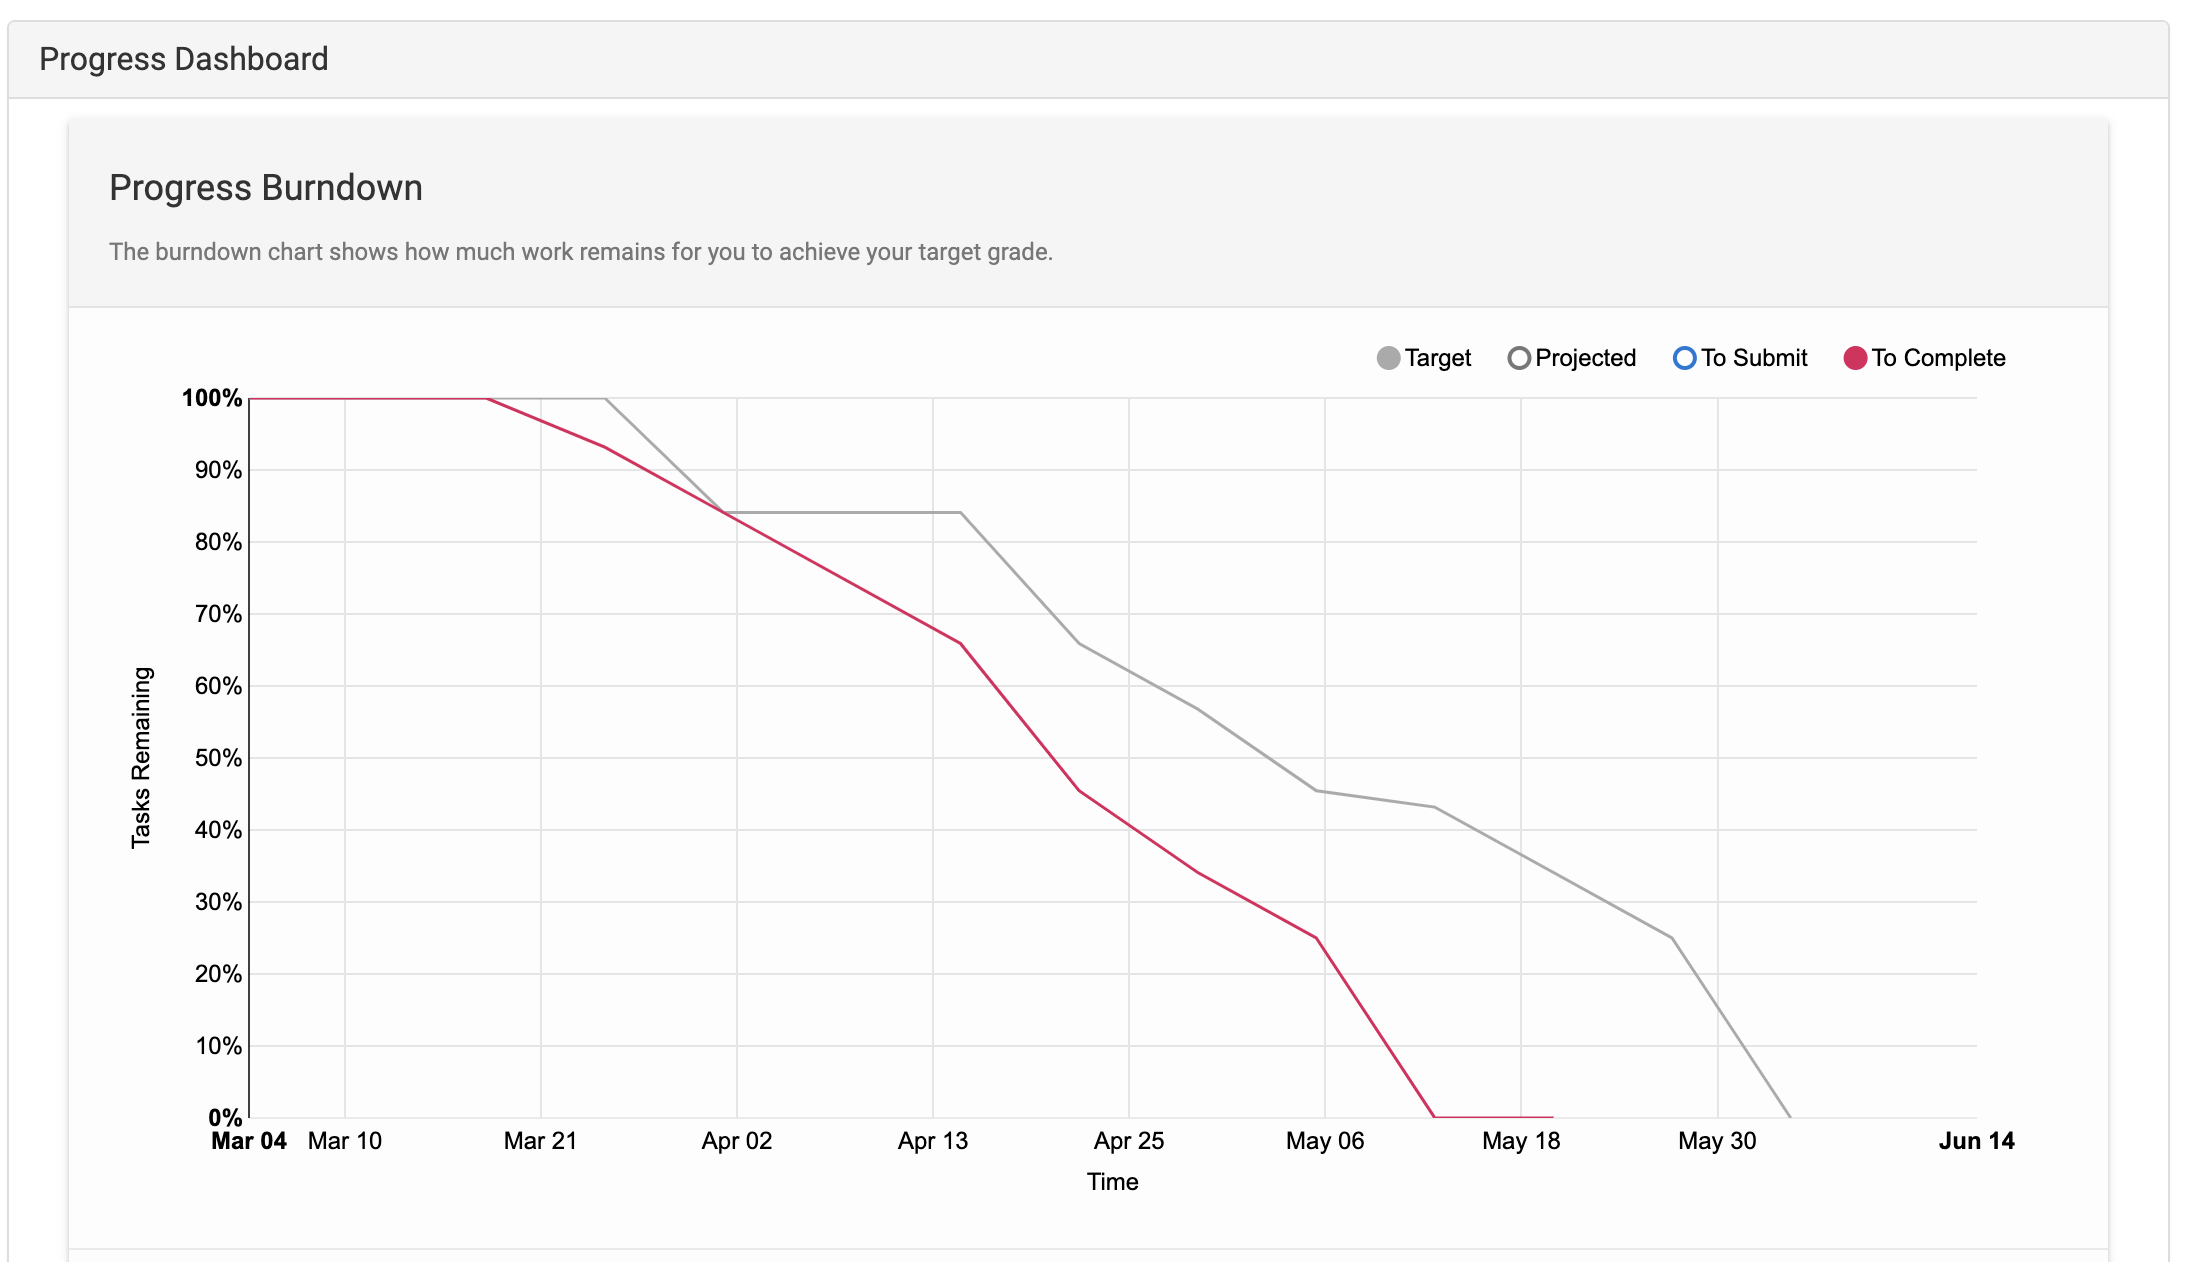 Progress Dashboard
Progress Burndown
The burndown chart shows how much work remains for you to achieve your target grade.
Target Projected To Submit To Complete
100%
90%
80%
70%
60%
50%
40%
30%
20%
10%
0%
Tasks Remaining
Mar 04 Mar 10 Mar 21 Apr 02 Apr 13 Apr 25 May 06 May 18 May 30 Jun 14
Time